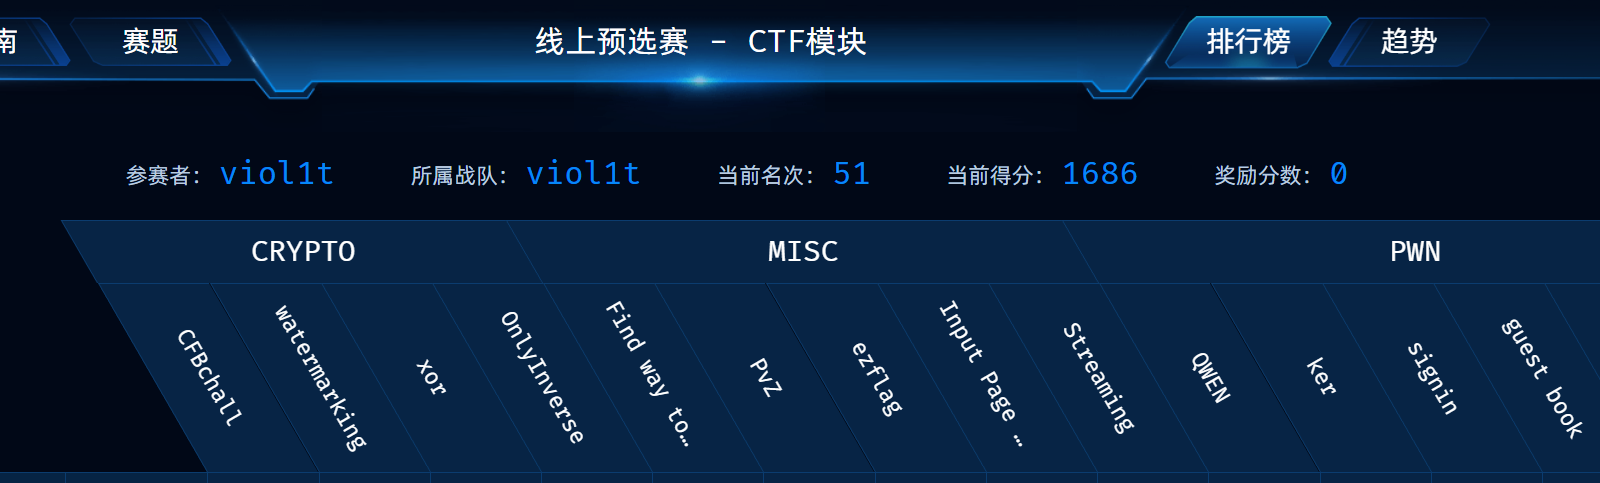 南 赛题 线上预选赛 - CTF模块 排行榜 趋势
参赛者: viol1t 所属战队: viol1t 当前名次: 51 当前得分: 1686 奖励分数: 0
CRYPTO MISC PWN
CFBchall
watermarking
xor
OnlyInverse
Find way to…
PvZ
ezflag
Input Page …
Streaming
QWEN
ker
signin
guest book